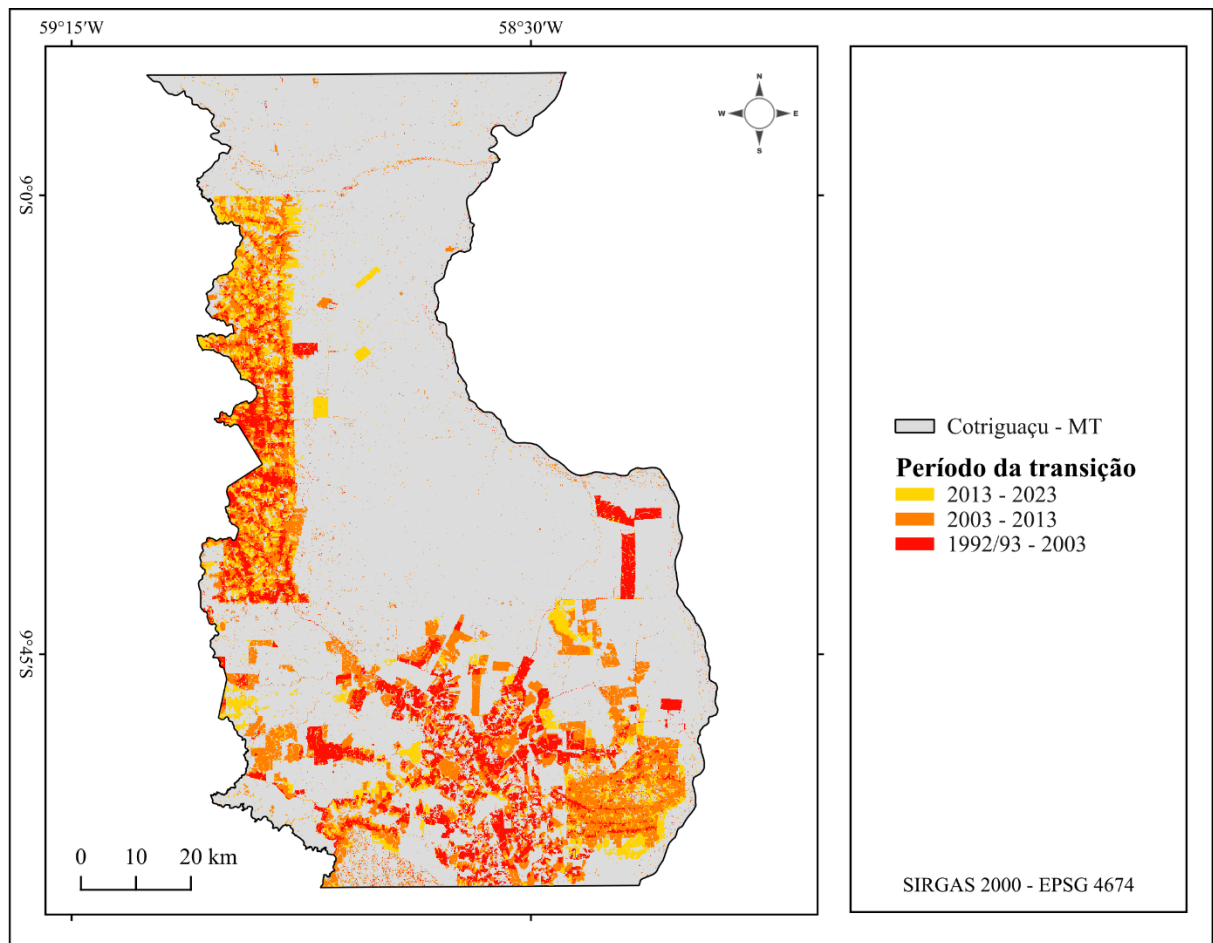 59°15'W 58°30'W
N
W E
S
9°0'S
9°45'S
Cotriguaçu - MT
Período da transição
2013 - 2023
2003 - 2013
1992/93 - 2003
0 10 20 km
SIRGAS 2000 - EPSG 4674